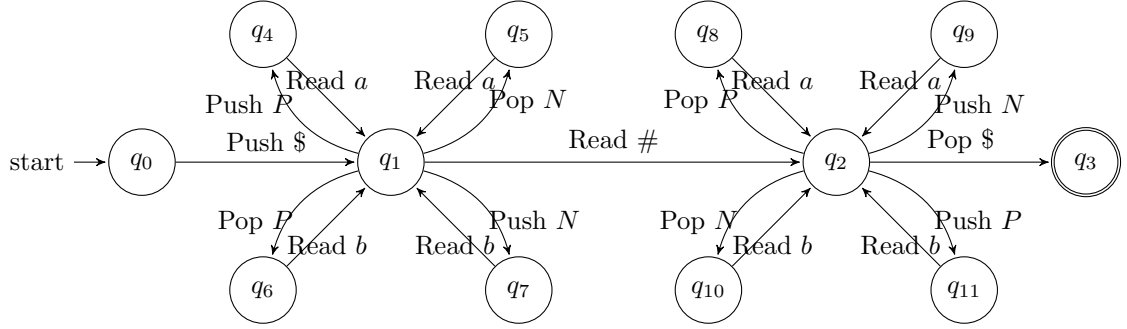 q4 q5 q8 q9
Read a Read a Read a Read a
Push P Pop N Pop P Push N
Push $ Read # Pop $
start q0 q1 q2 q3
Pop P Push N Pop N Push P
Read b Read b Read b Read b
q6 q7 q10 q11